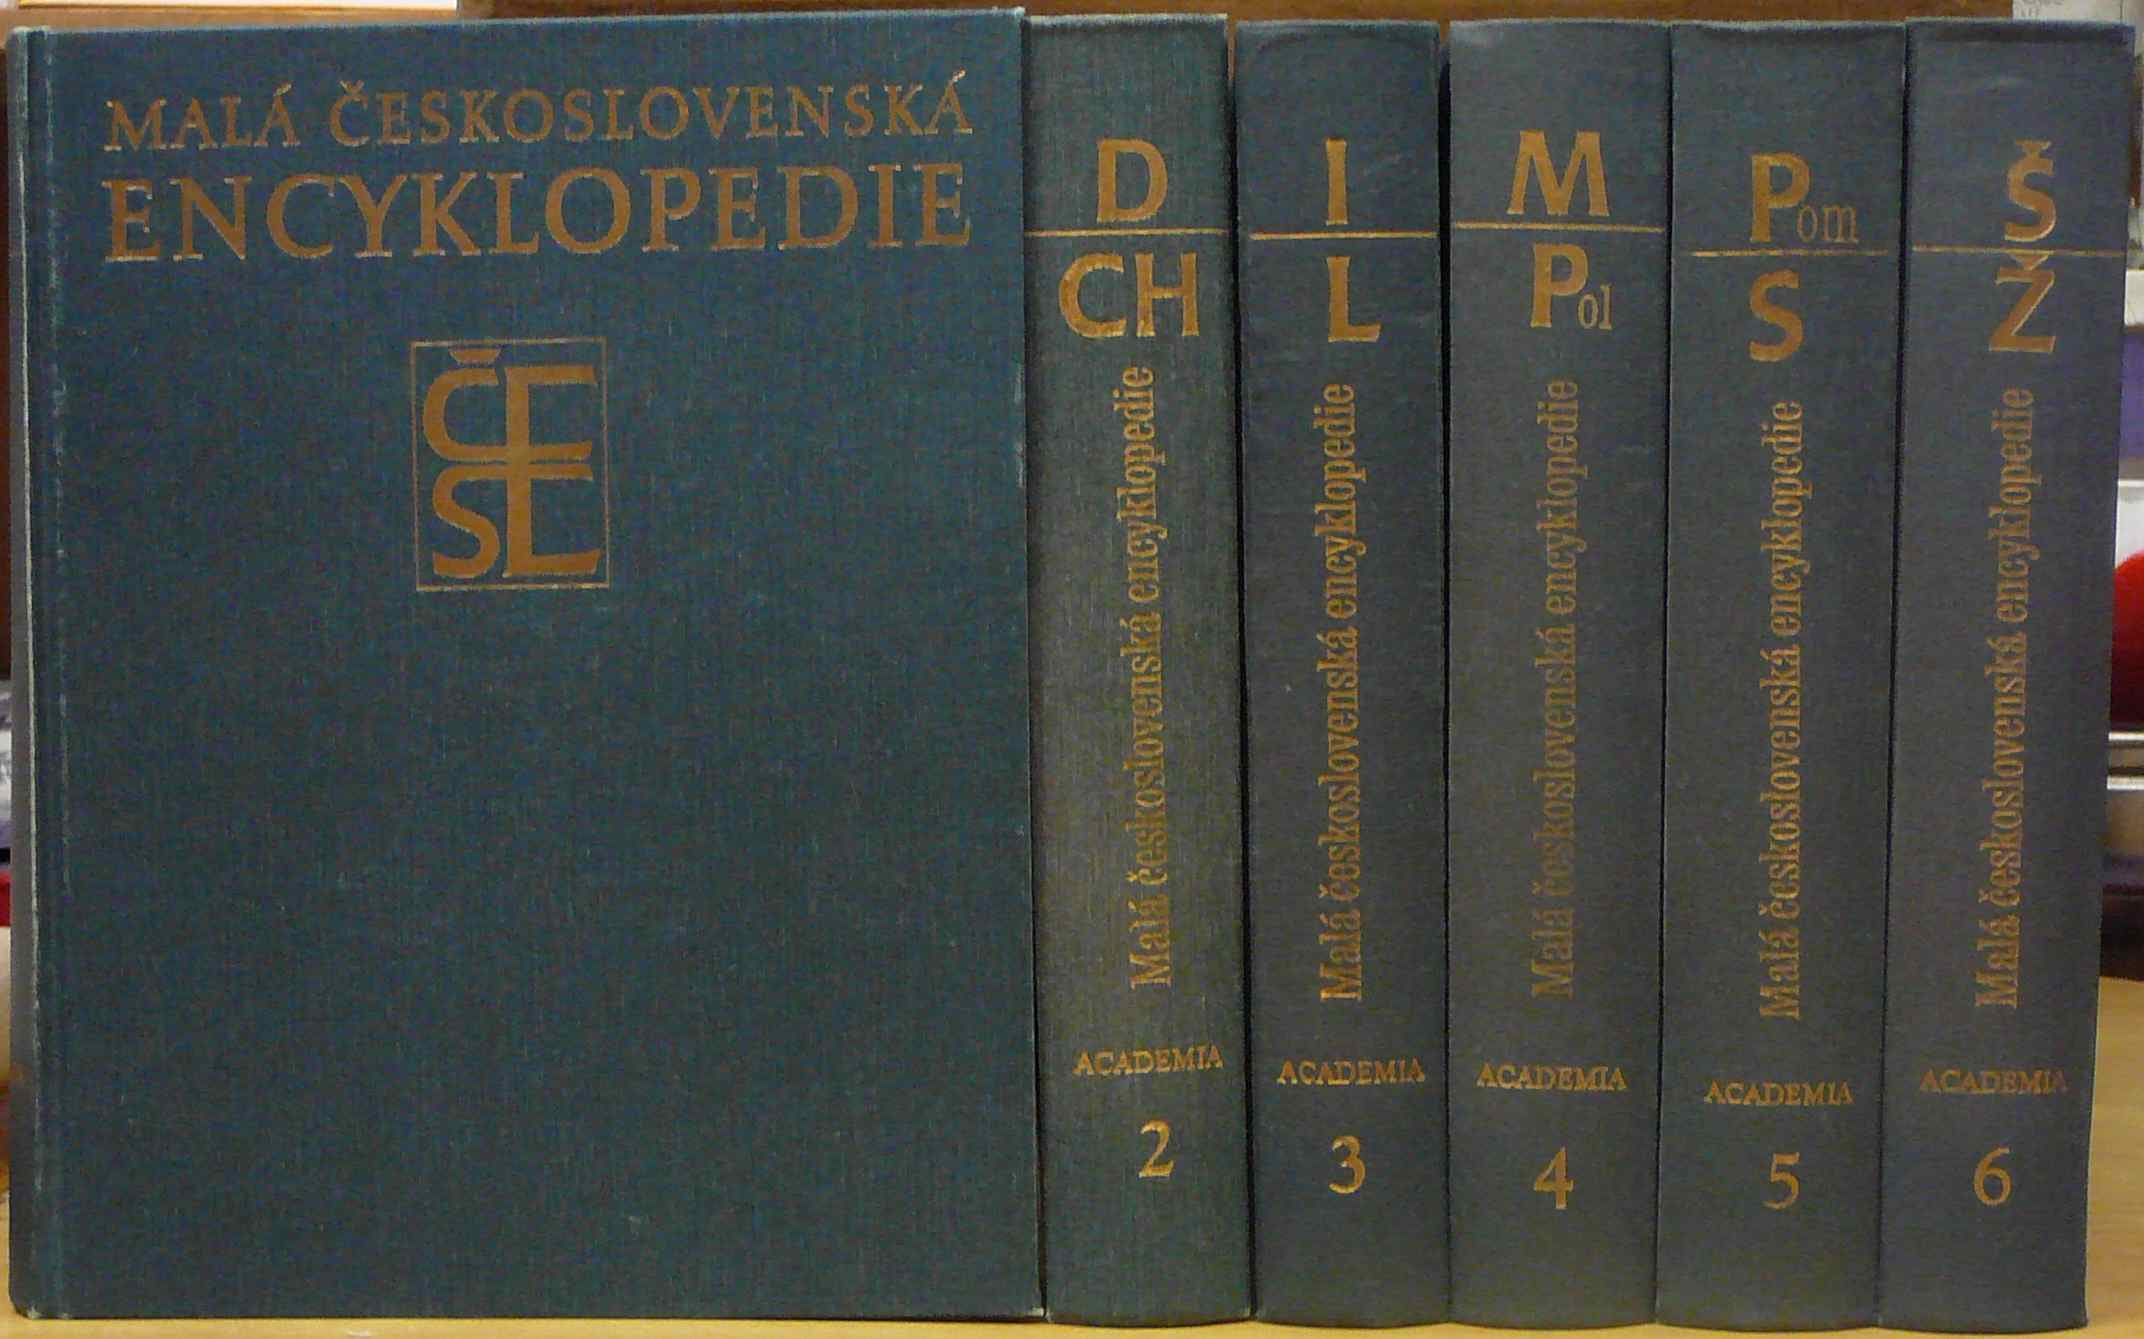 MALÁ ČESKOSLOVENSKÁ
ENCYKLOPEDIE
ČE
SL
D
CH
Malá československá encyklopedie
ACADEMIA
2
I
L
Malá československá encyklopedie
ACADEMIA
3
M
Pol
Malá československá encyklopedie
ACADEMIA
4
Pom
S
Malá československá encyklopedie
ACADEMIA
5
Š
Ž
Malá československá encyklopedie
ACADEMIA
6